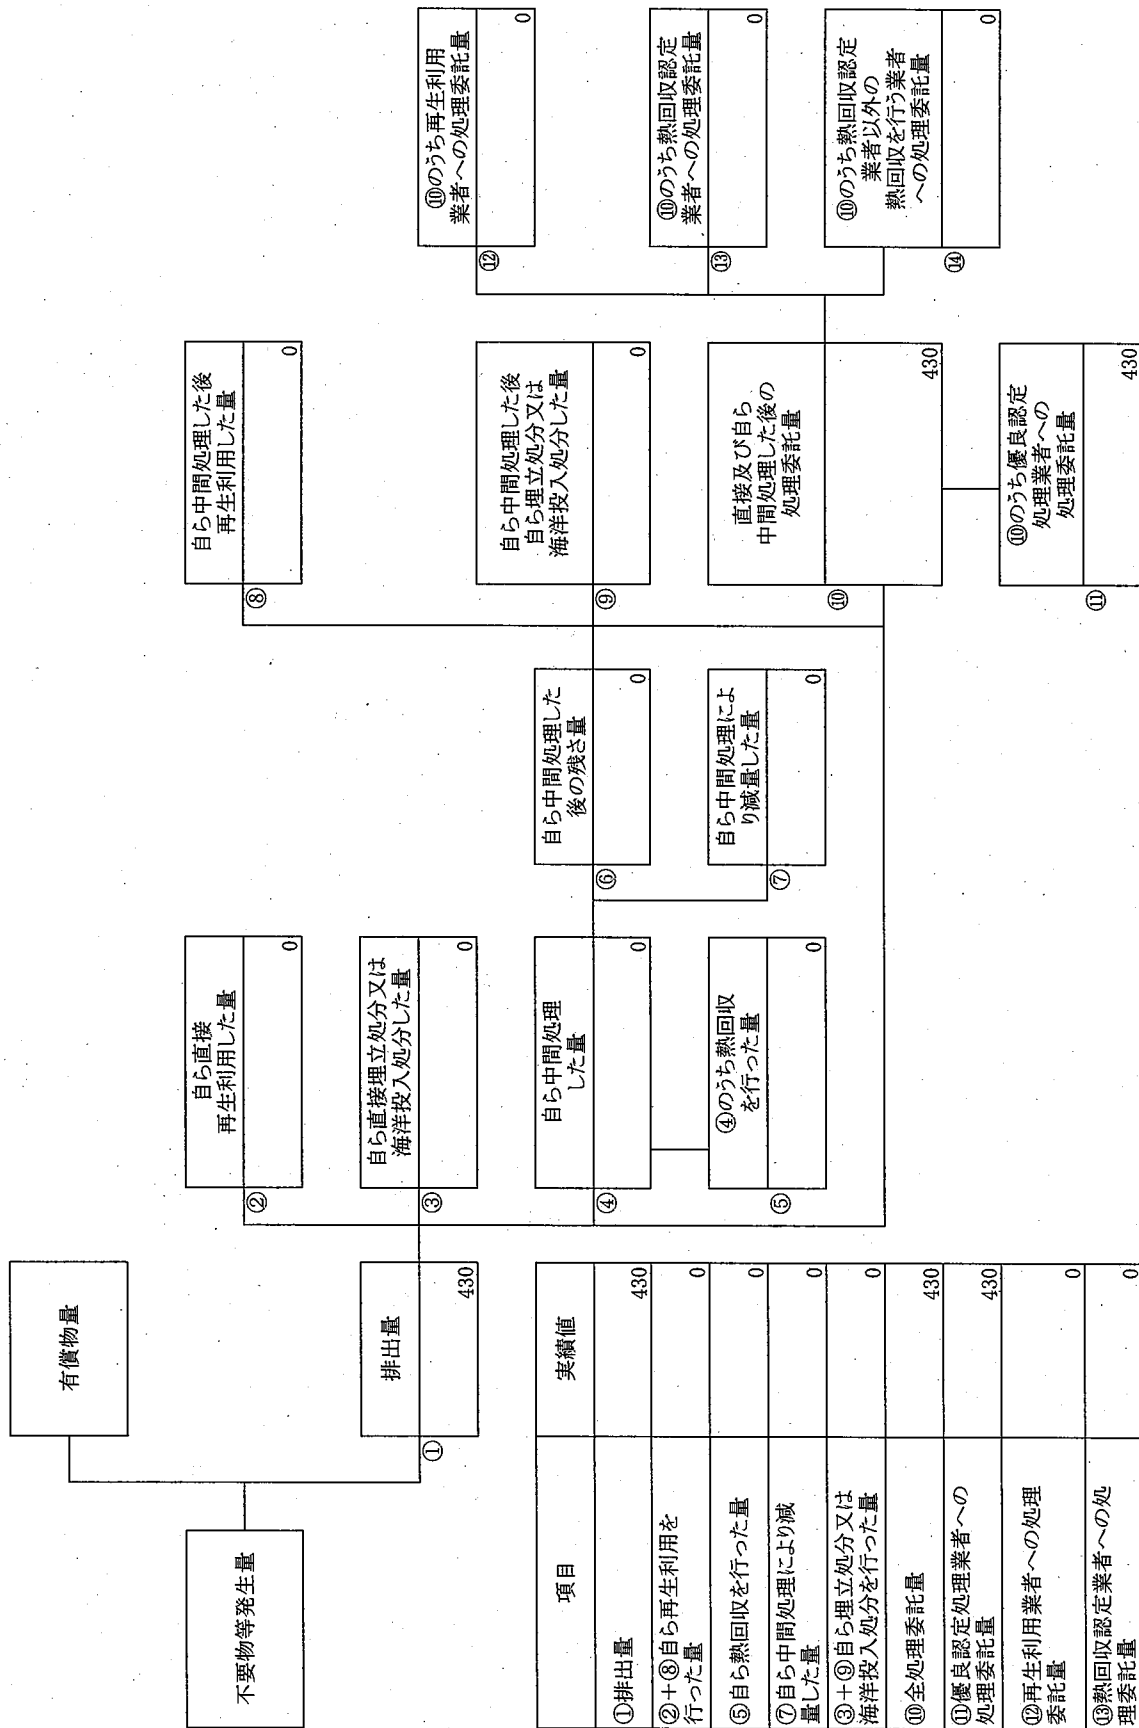 不要物等発生量
有償物量
①
排出量
430
②
自ら直接
再生利用した量
0
③
自ら直接埋立処分又は
海洋投入処分した量
0
④
自ら中間処理
した量
0
⑤
④のうち熱回収
を行った量
0
⑥
自ら中間処理した
後の残さ量
0
⑦
自ら中間処理によ
り減量した量
0
⑧
自ら中間処理した後
再生利用した量
0
⑨
自ら中間処理した後
自ら埋立処分又は
海洋投入処分した量
0
⑩
直接及び自ら
中間処理した後の
処理委託量
430
⑪
⑩のうち優良認定
処理業者への
処理委託量
430
⑫
⑩のうち再生利用
業者への処理委託量
0
⑬
⑩のうち熱回収認定
業者への処理委託量
0
⑭
⑩のうち熱回収認定
業者以外の
熱回収を行う業者
への処理委託量
0
項目
実績値
①排出量
430
②+⑧自ら再生利用を
行った量
0
⑤自ら熱回収を行った量
0
⑦自ら中間処理により減
量した量
0
③+⑨自ら埋立処分又は
海洋投入処分を行った量
0
⑩全処理委託量
430
⑪優良認定処理業者への
処理委託量
430
⑫再生利用業者への処理
委託量
0
⑬熱回収認定業者への処
理委託量
0